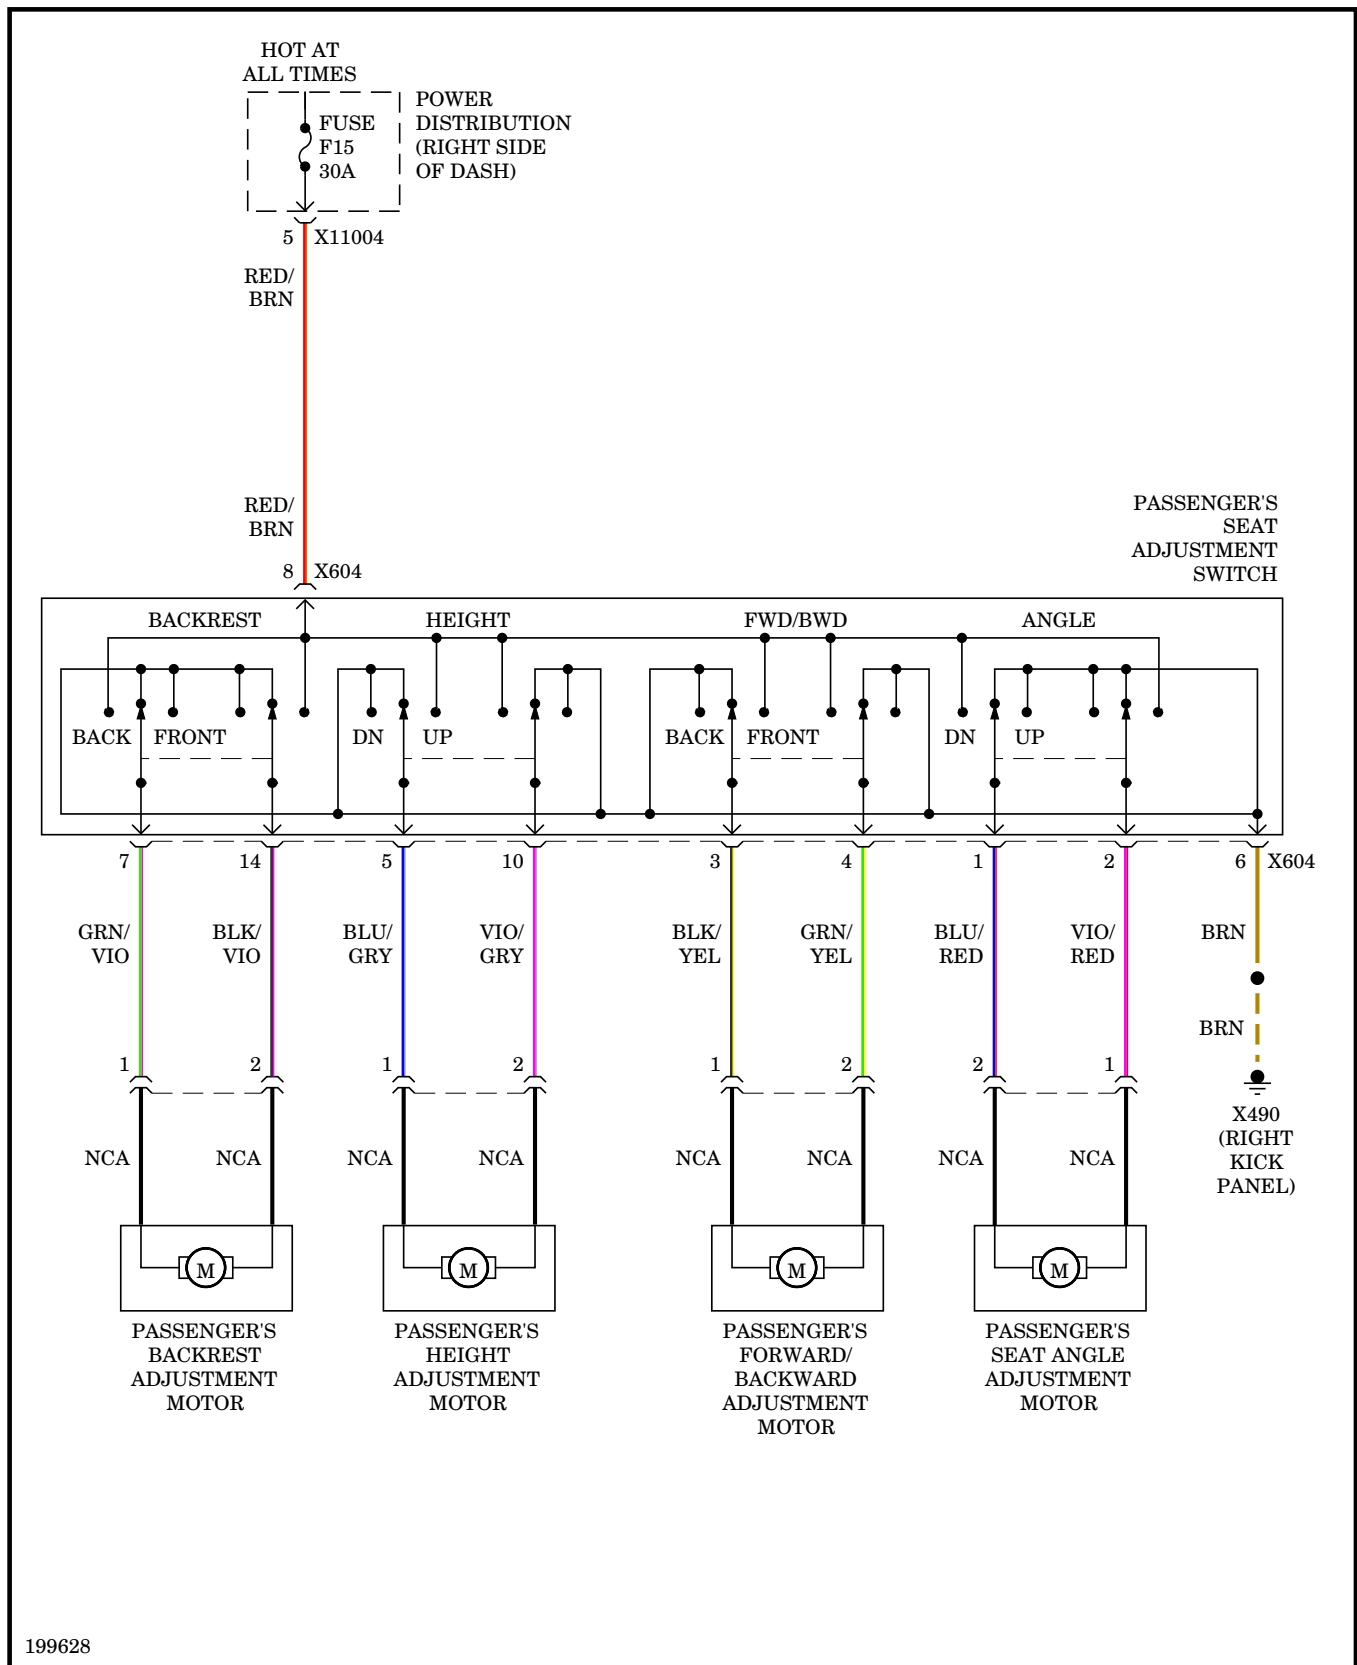 HOT AT
ALL TIMES
FUSE
F15
30A
POWER
DISTRIBUTION
(RIGHT SIDE
OF DASH)
5 X11004
RED/
BRN
RED/
BRN
8 X604
PASSENGER'S
SEAT
ADJUSTMENT
SWITCH
BACKREST HEIGHT FWD/BWD ANGLE
BACK FRONT DN UP BACK FRONT DN UP
7 14 5 10 3 4 1 2 6 X604
GRN/
VIO
BLK/
VIO
BLU/
GRY
VIO/
GRY
BLK/
YEL
GRN/
YEL
BLU/
RED
VIO/
RED
BRN
BRN
1 2 1 2 1 2 2 1
X490
(RIGHT
KICK
PANEL)
NCA NCA NCA NCA NCA NCA NCA NCA
M M M M
PASSENGER'S
BACKREST
ADJUSTMENT
MOTOR
PASSENGER'S
HEIGHT
ADJUSTMENT
MOTOR
PASSENGER'S
FORWARD/
BACKWARD
ADJUSTMENT
MOTOR
PASSENGER'S
SEAT ANGLE
ADJUSTMENT
MOTOR
199628